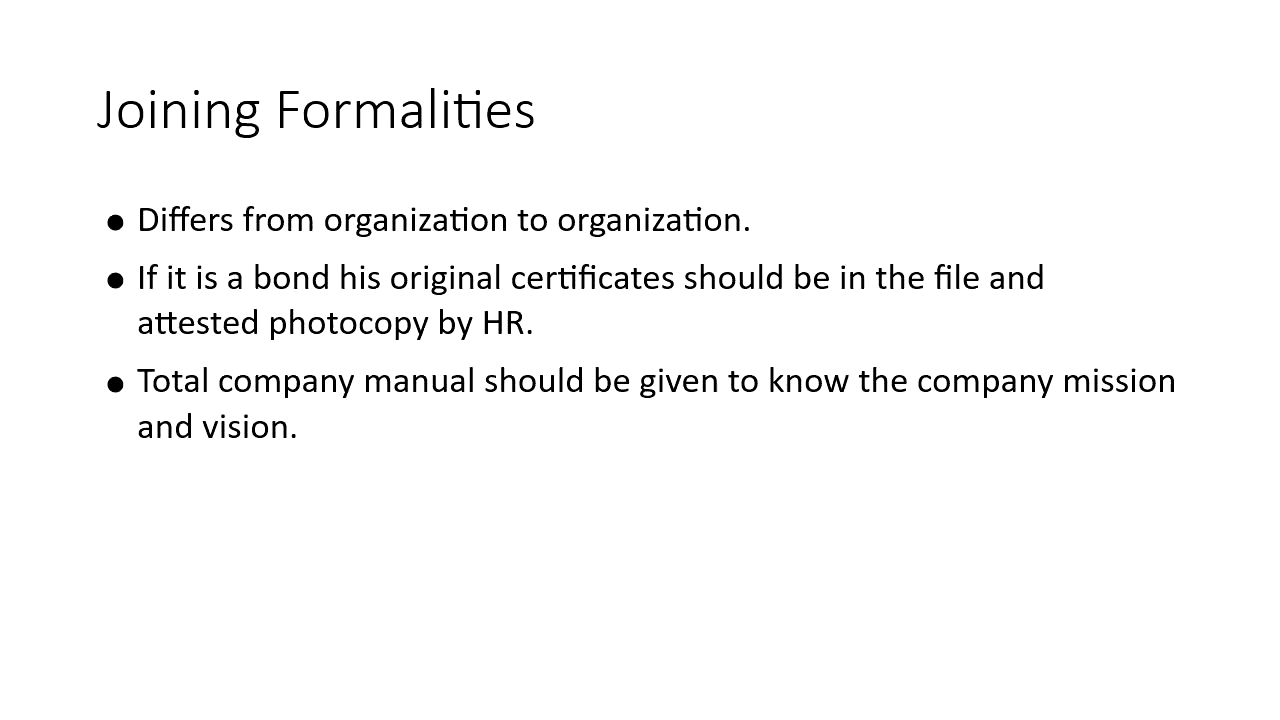 Joining Formalities
● Differs from organization to organization.
● If it is a bond his original certificates should be in the file and
attested photocopy by HR.
● Total company manual should be given to know the company mission
and vision.